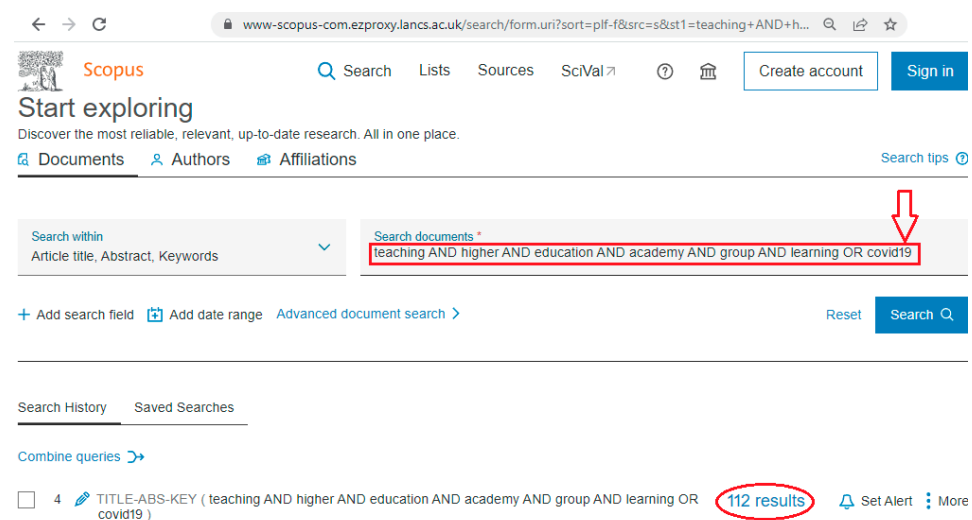 www-scopus-com.ezproxy.lancs.ac.uk/search/form.uri?sort=plf-f&src=s&st1=teaching+AND+h...
Scopus
Search Lists Sources SciVal Create account Sign in
Start exploring
Discover the most reliable, relevant, up-to-date research. All in one place.
Documents Authors Affiliations Search tips
Search within
Article title, Abstract, Keywords
Search documents *
teaching AND higher AND education AND academy AND group AND learning OR covid19
Add search field Add date range Advanced document search Reset Search
Search History Saved Searches
Combine queries
4 TITLE-ABS-KEY ( teaching AND higher AND education AND academy AND group AND learning OR 112 results Set Alert More
covid19 )